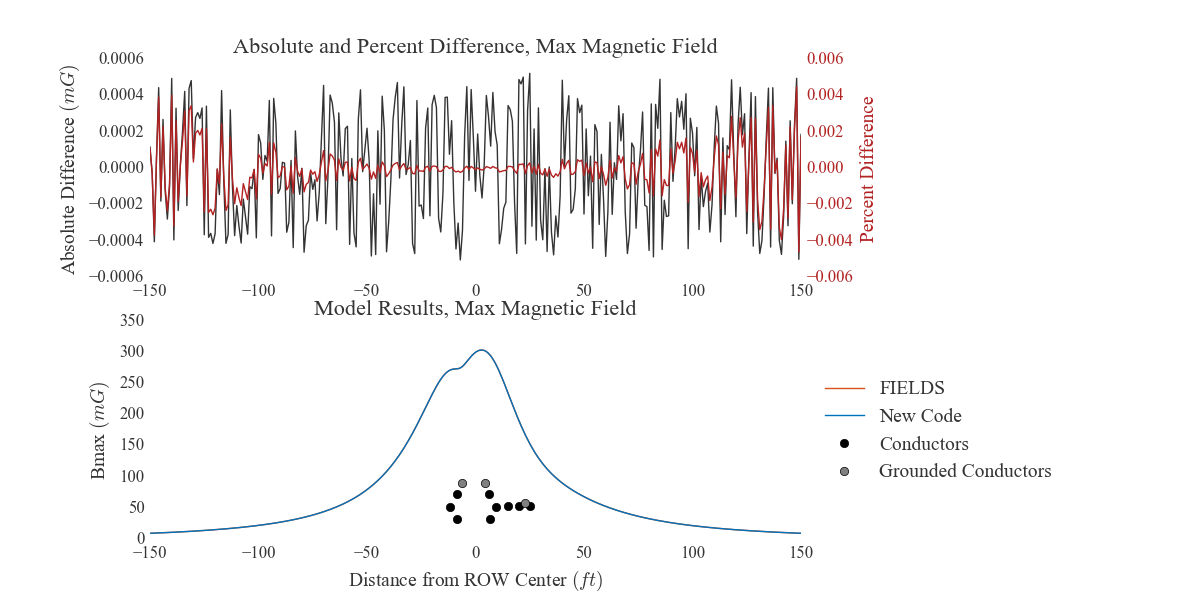 Absolute and Percent Difference, Max Magnetic Field
0.0006 0.006
0.0004 0.004
0.0002 0.002
0.0000 0.000
−0.0002 −0.002
−0.0004 −0.004
−0.0006 −0.006
Absolute Difference (mG)
Percent Difference
−150 −100 −50 0 50 100 150
Model Results, Max Magnetic Field
350
300
250
200
150
100
50
0
Bmax (mG)
−150 −100 −50 0 50 100 150
Distance from ROW Center (ft)
FIELDS
New Code
Conductors
Grounded Conductors